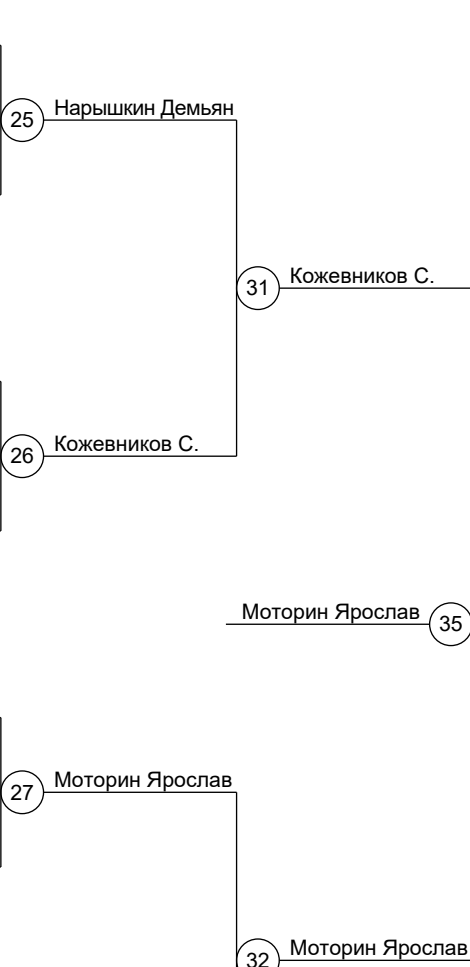 25 Нарышкин Демьян
31 Кожевников С.
26 Кожевников С.
Моторин Ярослав 35
27 Моторин Ярослав
32 Моторин Ярослав